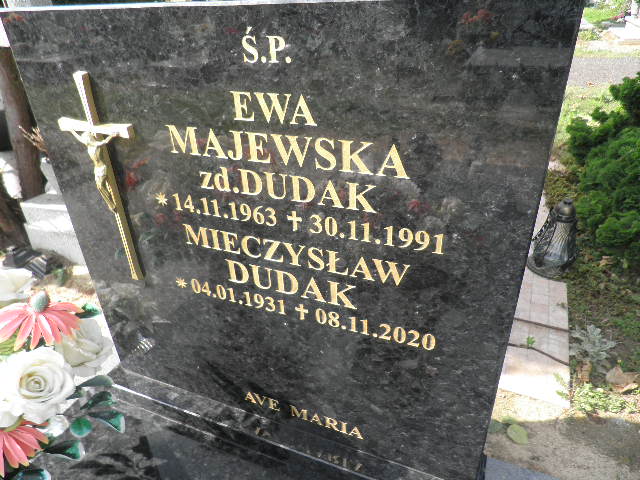 Ś.P.
EWA
MAJEWSKA
zd.DUDAK
*14.11.1963 + 30.11.1991
MIECZYSŁAW
DUDAK
*04.01.1931 + 08.11.2020
AVE MARIA